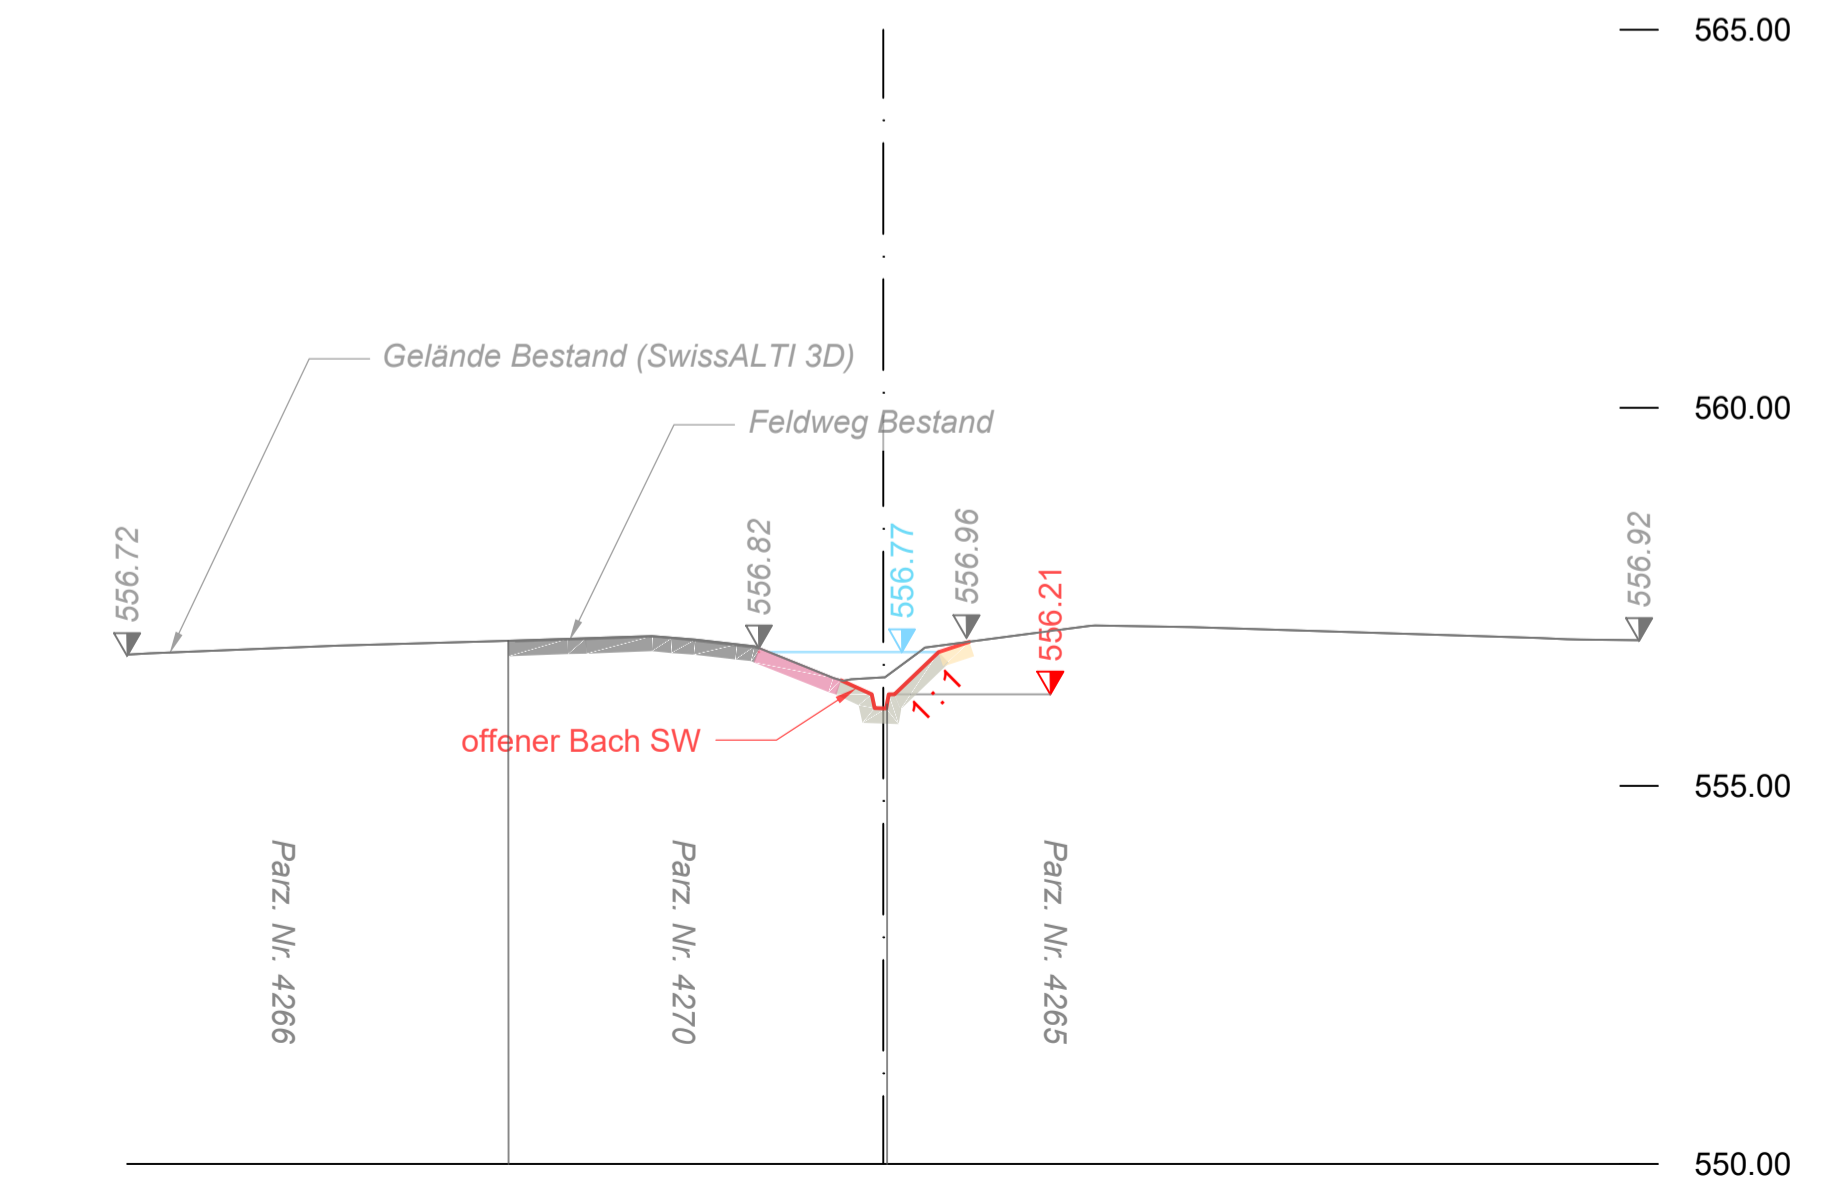 565.00
Gelände Bestand (SwissALTI 3D)
560.00
Feldweg Bestand
556.72
556.82
556.77
556.96
556.21
556.92
1:1
offener Bach SW
555.00
Parz. Nr. 4266
Parz. Nr. 4270
Parz. Nr. 4265
550.00